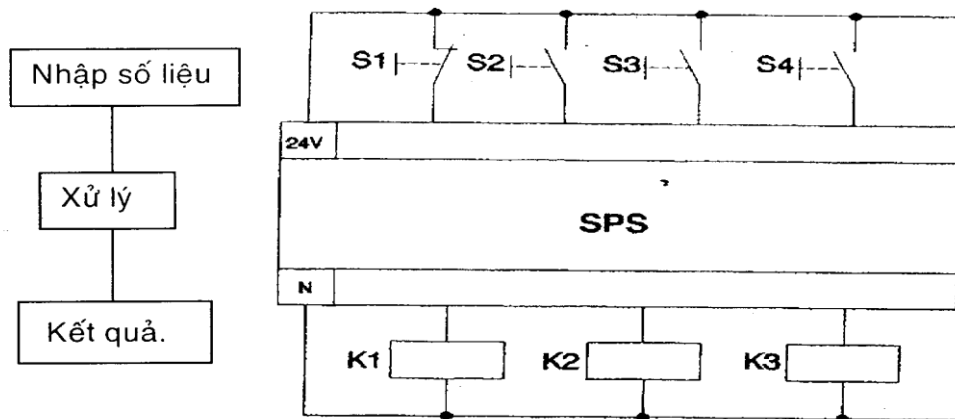 Nhập số liệu
Xử lý
Kết quả.
S1 S2 S3 S4
24V
SPS
N
K1 K2 K3